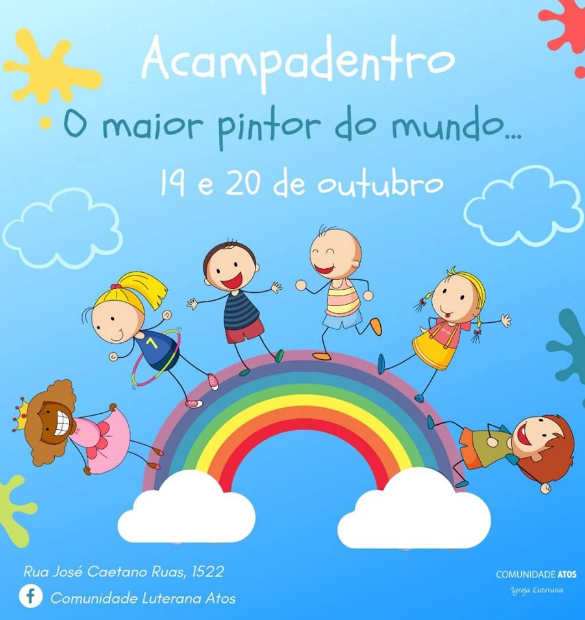 Acampadentro
O maior pintor do mundo...
19 e 20 de outubro
7
Rua José Caetano Ruas, 1522
Comunidade Luterana Atos
COMUNIDADE ATOS
Igreja Luterana